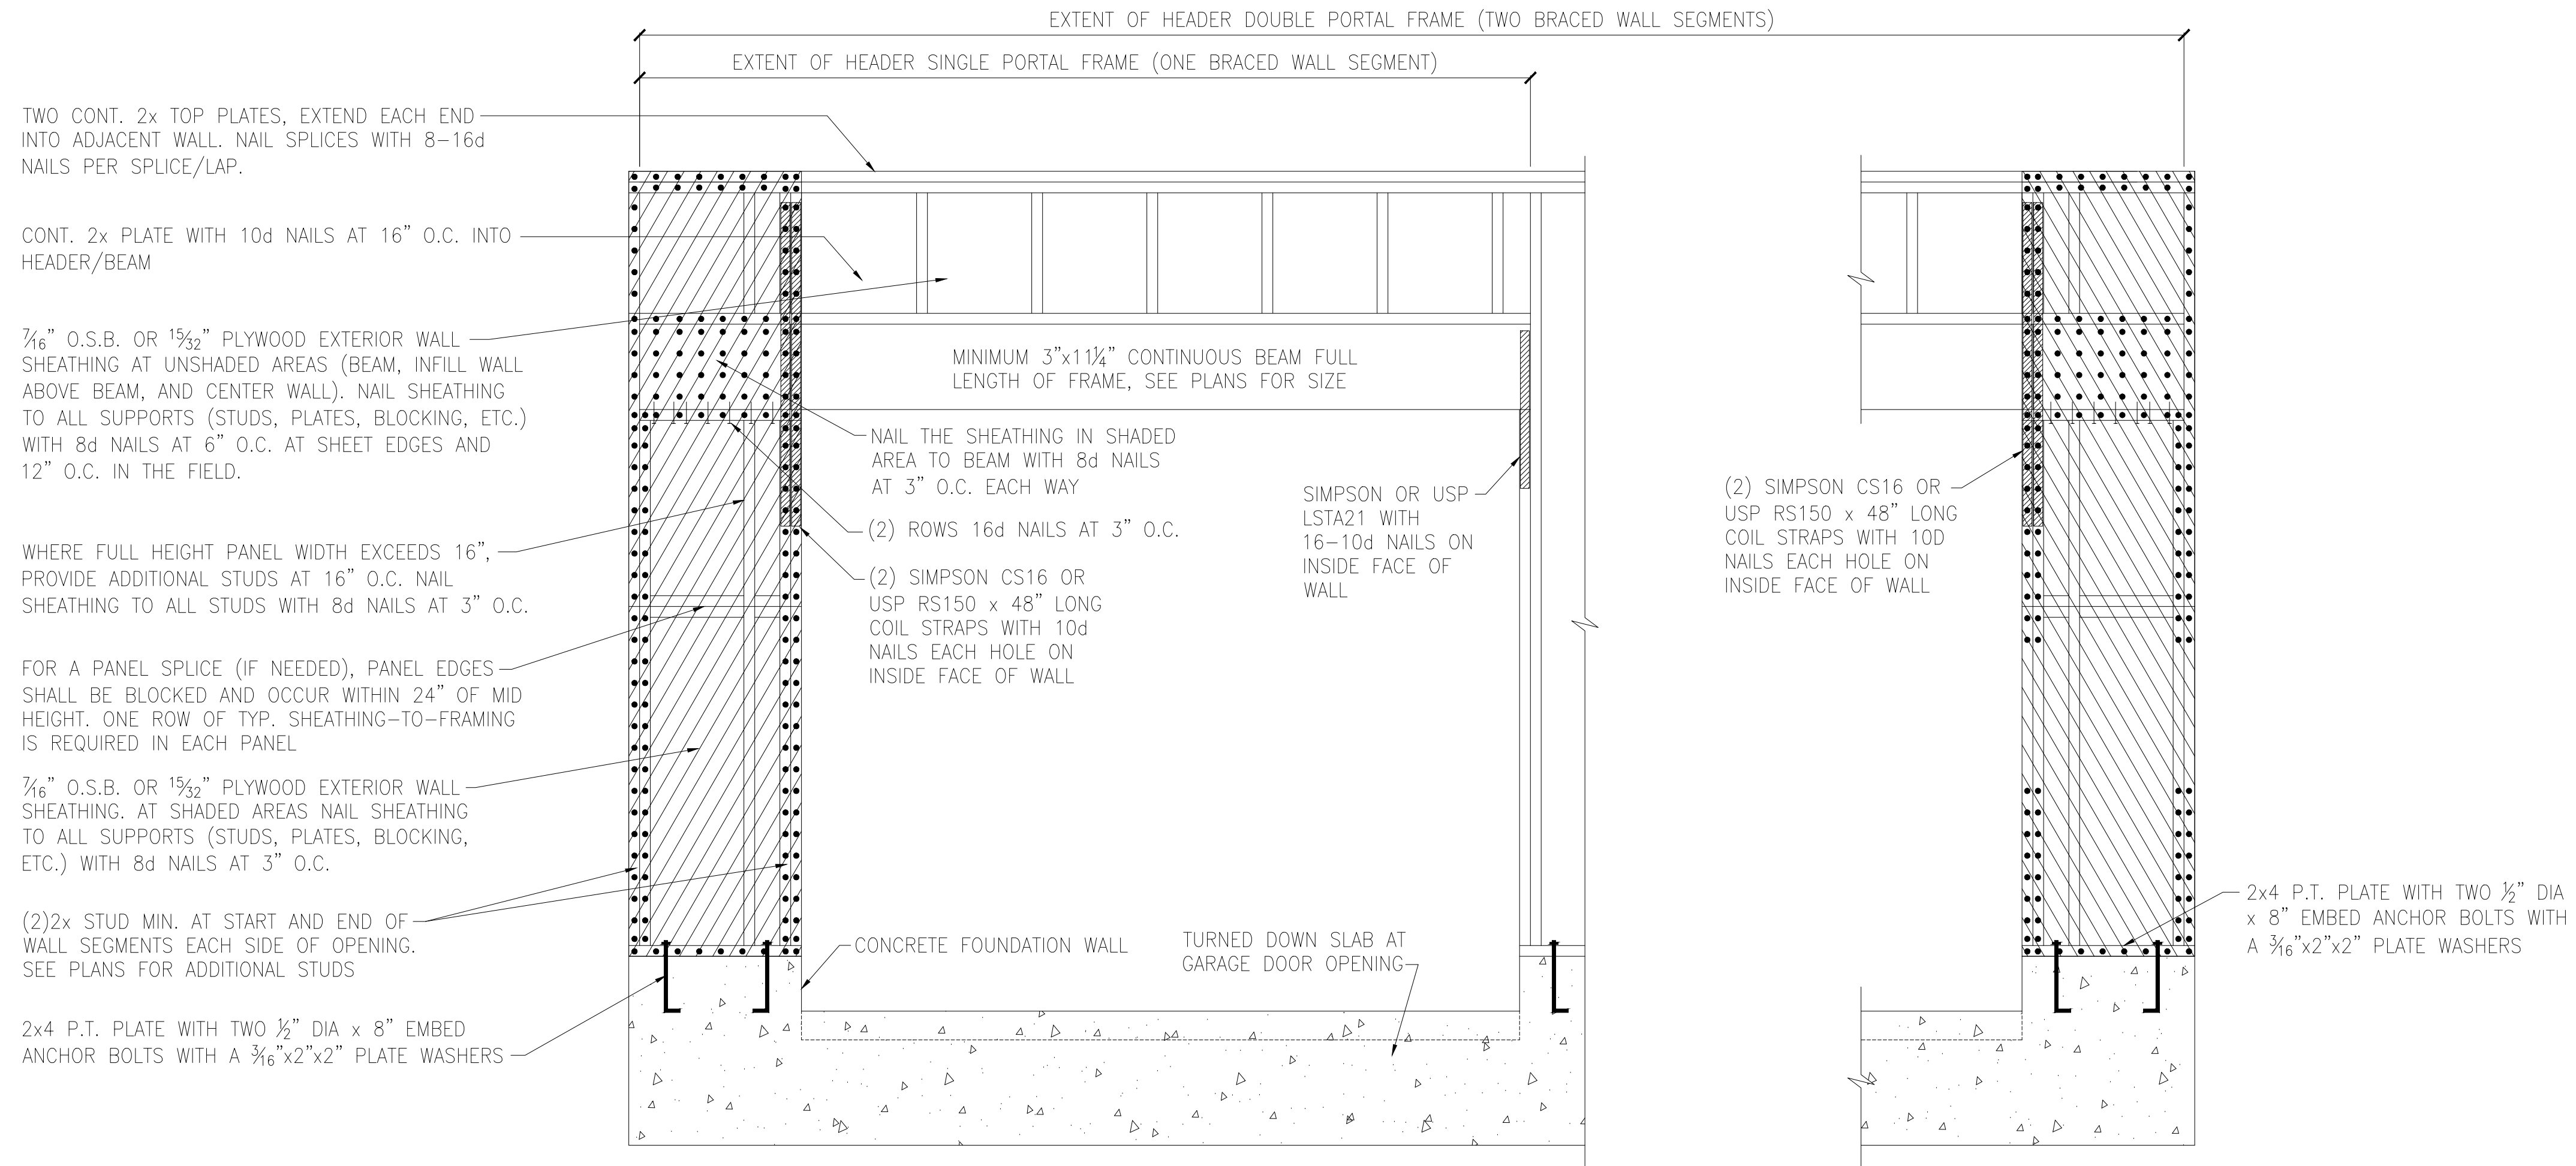 EXTENT OF HEADER DOUBLE PORTAL FRAME (TWO BRACED WALL SEGMENTS)
EXTENT OF HEADER SINGLE PORTAL FRAME (ONE BRACED WALL SEGMENT)
TWO CONT. 2x TOP PLATES, EXTEND EACH END
INTO ADJACENT WALL. NAIL SPLICES WITH 8-16d
NAILS PER SPLICE/LAP.
CONT. 2x PLATE WITH 10d NAILS AT 16" O.C. INTO
HEADER/BEAM
7/16" O.S.B. OR 15/32" PLYWOOD EXTERIOR WALL
SHEATHING AT UNSHADED AREAS (BEAM, INFILL WALL
ABOVE BEAM, AND CENTER WALL). NAIL SHEATHING
TO ALL SUPPORTS (STUDS, PLATES, BLOCKING, ETC.)
WITH 8d NAILS AT 6" O.C. AT SHEET EDGES AND
12" O.C. IN THE FIELD.
WHERE FULL HEIGHT PANEL WIDTH EXCEEDS 16",
PROVIDE ADDITIONAL STUDS AT 16" O.C. NAIL
SHEATHING TO ALL STUDS WITH 8d NAILS AT 3" O.C.
FOR A PANEL SPLICE (IF NEEDED), PANEL EDGES
SHALL BE BLOCKED AND OCCUR WITHIN 24" OF MID
HEIGHT. ONE ROW OF TYP. SHEATHING-TO-FRAMING
IS REQUIRED IN EACH PANEL
7/16" O.S.B. OR 15/32" PLYWOOD EXTERIOR WALL
SHEATHING. AT SHADED AREAS NAIL SHEATHING
TO ALL SUPPORTS (STUDS, PLATES, BLOCKING,
ETC.) WITH 8d NAILS AT 3" O.C.
(2)2x STUD MIN. AT START AND END OF
WALL SEGMENTS EACH SIDE OF OPENING.
SEE PLANS FOR ADDITIONAL STUDS
2x4 P.T. PLATE WITH TWO 1/2" DIA x 8" EMBED
ANCHOR BOLTS WITH A 3/16"x2"x2" PLATE WASHERS
MINIMUM 3"x11 1/4" CONTINUOUS BEAM FULL
LENGTH OF FRAME, SEE PLANS FOR SIZE
NAIL THE SHEATHING IN SHADED
AREA TO BEAM WITH 8d NAILS
AT 3" O.C. EACH WAY
(2) ROWS 16d NAILS AT 3" O.C.
(2) SIMPSON CS16 OR
USP RS150 x 48" LONG
COIL STRAPS WITH 10d
NAILS EACH HOLE ON
INSIDE FACE OF WALL
SIMPSON OR USP
LSTA21 WITH
16-10d NAILS ON
INSIDE FACE OF
WALL
CONCRETE FOUNDATION WALL
TURNED DOWN SLAB AT
GARAGE DOOR OPENING
(2) SIMPSON CS16 OR
USP RS150 x 48" LONG
COIL STRAPS WITH 10D
NAILS EACH HOLE ON
INSIDE FACE OF WALL
2x4 P.T. PLATE WITH TWO 1/2" DIA
x 8" EMBED ANCHOR BOLTS WITH
A 3/16"x2"x2" PLATE WASHERS